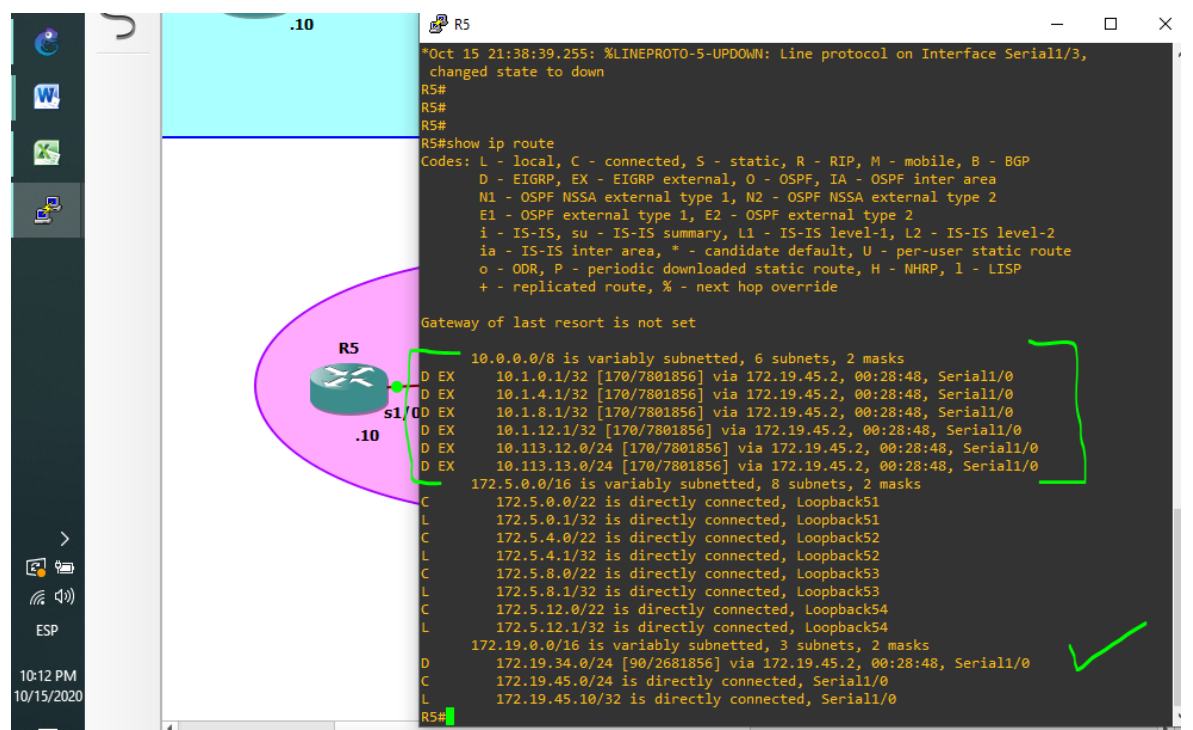 .10
R5
*Oct 15 21:38:39.255: %LINEPROTO-5-UPDOWN: Line protocol on Interface Serial1/3,
changed state to down
R5#
R5#
R5#
R5#show ip route
Codes: L - local, C - connected, S - static, R - RIP, M - mobile, B - BGP
D - EIGRP, EX - EIGRP external, O - OSPF, IA - OSPF inter area
N1 - OSPF NSSA external type 1, N2 - OSPF NSSA external type 2
E1 - OSPF external type 1, E2 - OSPF external type 2
i - IS-IS, su - IS-IS summary, L1 - IS-IS level-1, L2 - IS-IS level-2
ia - IS-IS inter area, * - candidate default, U - per-user static route
o - ODR, P - periodic downloaded static route, H - NHRP, l - LISP
+ - replicated route, % - next hop override
Gateway of last resort is not set
10.0.0.0/8 is variably subnetted, 6 subnets, 2 masks
D EX 10.1.0.1/32 [170/7801856] via 172.19.45.2, 00:28:48, Serial1/0
D EX 10.1.4.1/32 [170/7801856] via 172.19.45.2, 00:28:48, Serial1/0
D EX 10.1.8.1/32 [170/7801856] via 172.19.45.2, 00:28:48, Serial1/0
D EX 10.1.12.1/32 [170/7801856] via 172.19.45.2, 00:28:48, Serial1/0
D EX 10.113.12.0/24 [170/7801856] via 172.19.45.2, 00:28:48, Serial1/0
D EX 10.113.13.0/24 [170/7801856] via 172.19.45.2, 00:28:48, Serial1/0
172.5.0.0/16 is variably subnetted, 8 subnets, 2 masks
C 172.5.0.0/22 is directly connected, Loopback51
L 172.5.0.1/32 is directly connected, Loopback51
C 172.5.4.0/22 is directly connected, Loopback52
L 172.5.4.1/32 is directly connected, Loopback52
C 172.5.8.0/22 is directly connected, Loopback53
L 172.5.8.1/32 is directly connected, Loopback53
C 172.5.12.0/22 is directly connected, Loopback54
L 172.5.12.1/32 is directly connected, Loopback54
172.19.0.0/16 is variably subnetted, 3 subnets, 2 masks
D 172.19.34.0/24 [90/2681856] via 172.19.45.2, 00:28:48, Serial1/0
C 172.19.45.0/24 is directly connected, Serial1/0
L 172.19.45.10/32 is directly connected, Serial1/0
R5#
R5
s1/0
.10
ESP
10:12 PM
10/15/2020